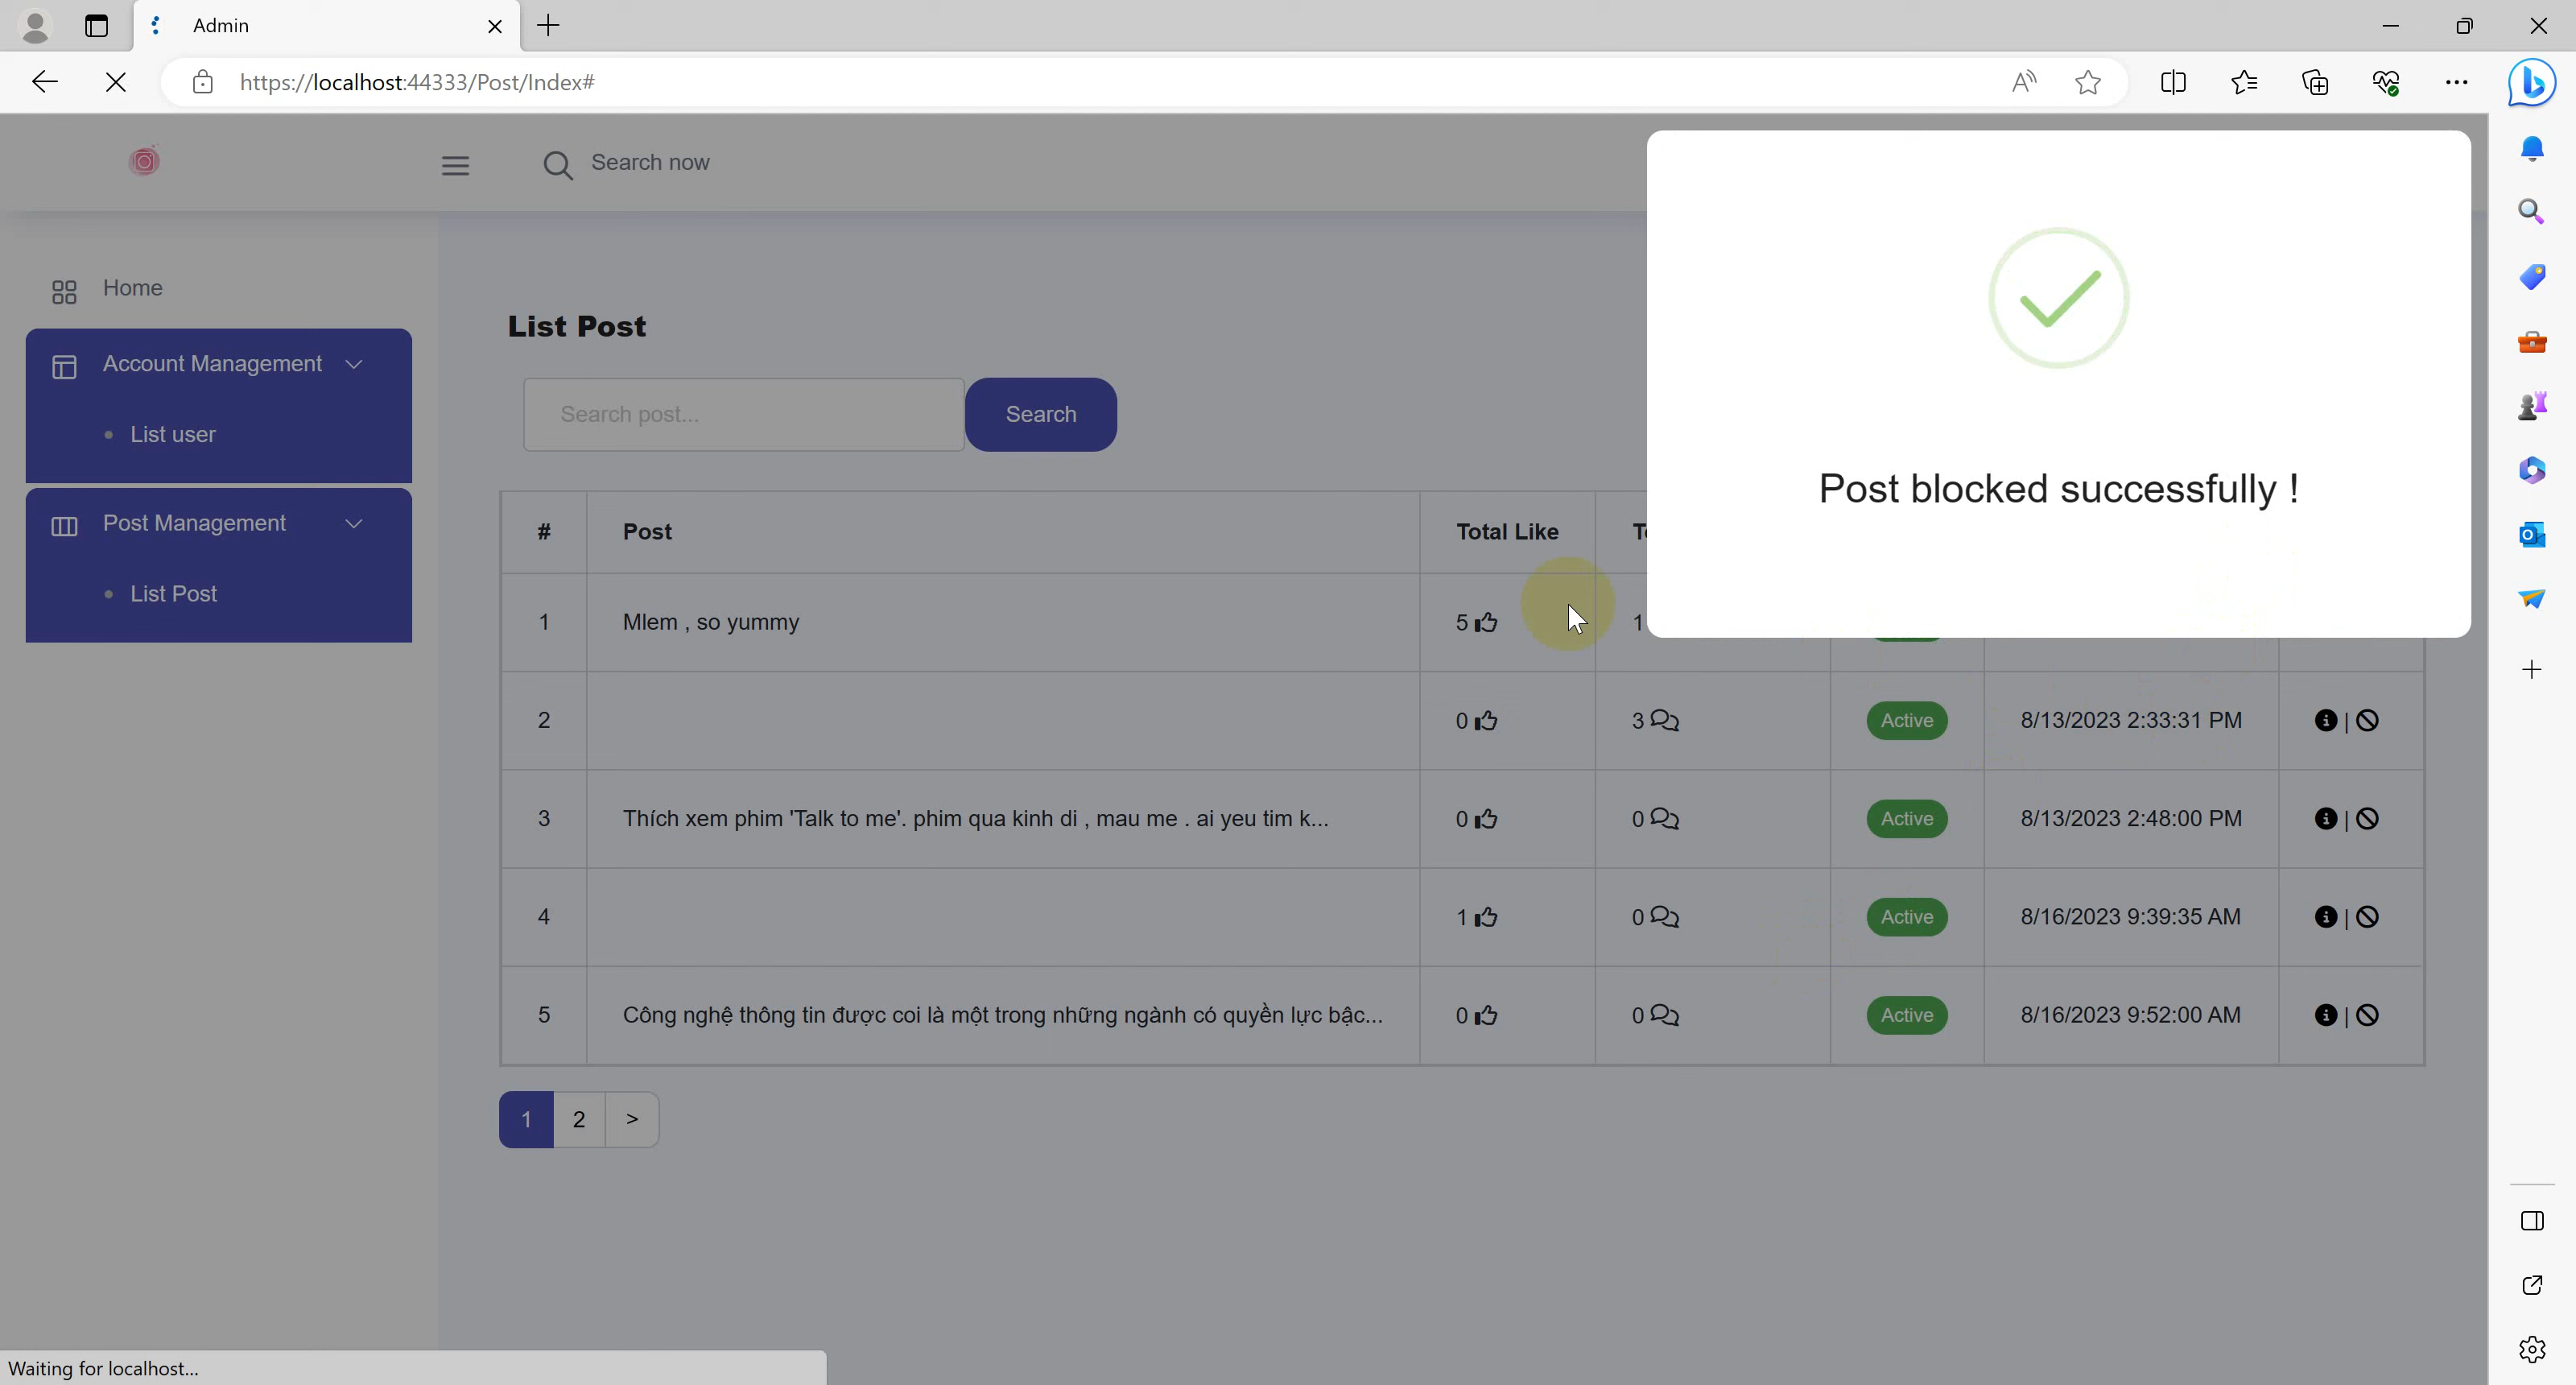 Admin
https://localhost:44333/Post/Index#
Search now
Home
Account Management
List user
Post Management
List Post
List Post
Search post...
Search
Post blocked successfully !
# Post Total Like
1 Mlem , so yummy 5 1
2 0 3 Active 8/13/2023 2:33:31 PM |
3 Thích xem phim 'Talk to me'. phim qua kinh di , mau me . ai yeu tim k... 0 0 Active 8/13/2023 2:48:00 PM |
4 1 0 Active 8/16/2023 9:39:35 AM |
5 Công nghệ thông tin được coi là một trong những ngành có quyền lực bậc... 0 0 Active 8/16/2023 9:52:00 AM |
1 2 >
Waiting for localhost...